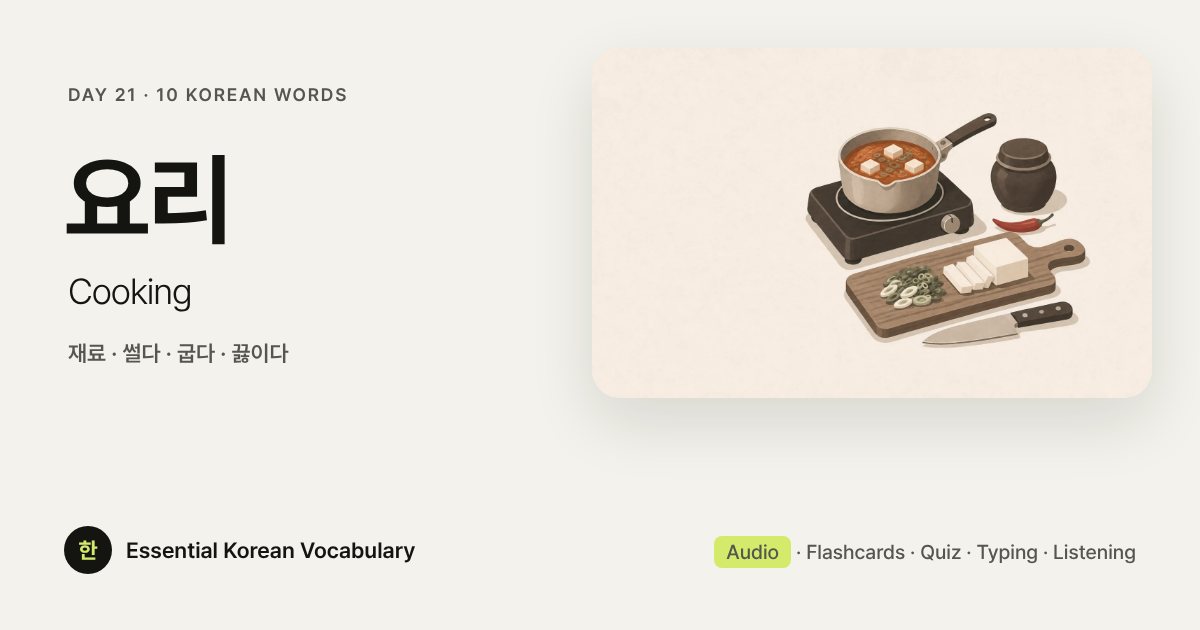 DAY 21 · 10 KOREAN WORDS
요리
Cooking
재료 · 썰다 · 굽다 · 끓이다
한 Essential Korean Vocabulary
Audio · Flashcards · Quiz · Typing · Listening